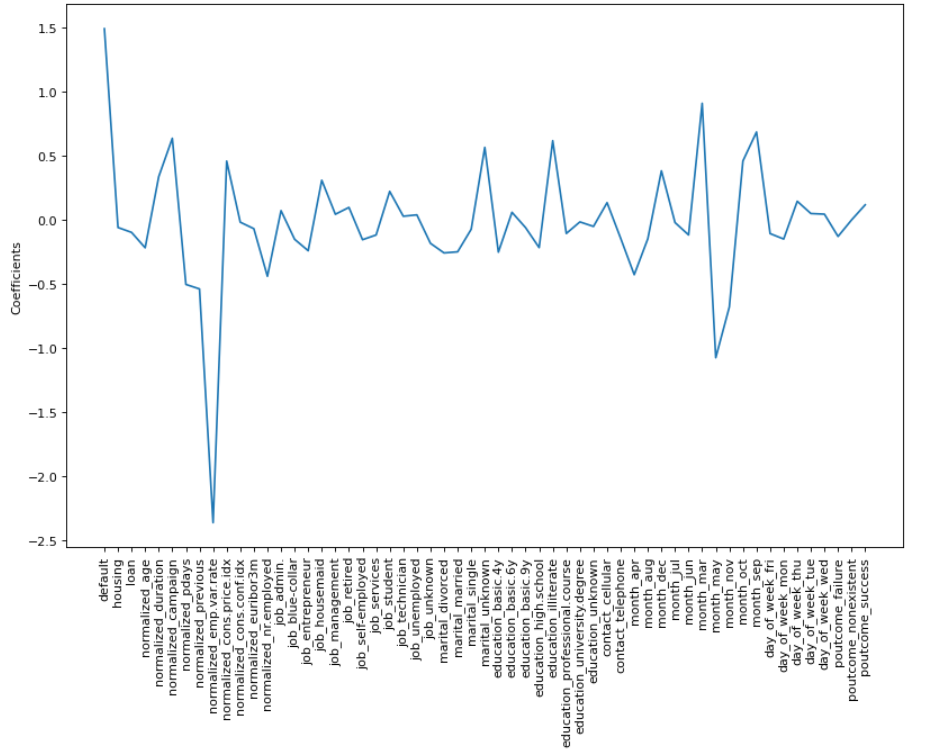 1.5
1.0
0.5
0.0
−0.5
−1.0
−1.5
−2.0
−2.5
Coefficients
default
housing
loan
normalized_age
normalized_duration
normalized_campaign
normalized_pdays
normalized_previous
normalized_emp.var.rate
normalized_cons.price.idx
normalized_cons.conf.idx
normalized_euribor3m
normalized_nr.employed
job_admin.
job_blue-collar
job_entrepreneur
job_housemaid
job_management
job_retired
job_self-employed
job_services
job_student
job_technician
job_unemployed
job_unknown
marital_divorced
marital_married
marital_single
marital_unknown
education_basic.4y
education_basic.6y
education_basic.9y
education_high.school
education_illiterate
education_professional.course
education_university.degree
education_unknown
contact_cellular
contact_telephone
month_apr
month_aug
month_dec
month_jul
month_jun
month_mar
month_may
month_nov
month_oct
month_sep
day_of_week_fri
day_of_week_mon
day_of_week_thu
day_of_week_tue
day_of_week_wed
poutcome_failure
poutcome_nonexistent
poutcome_success